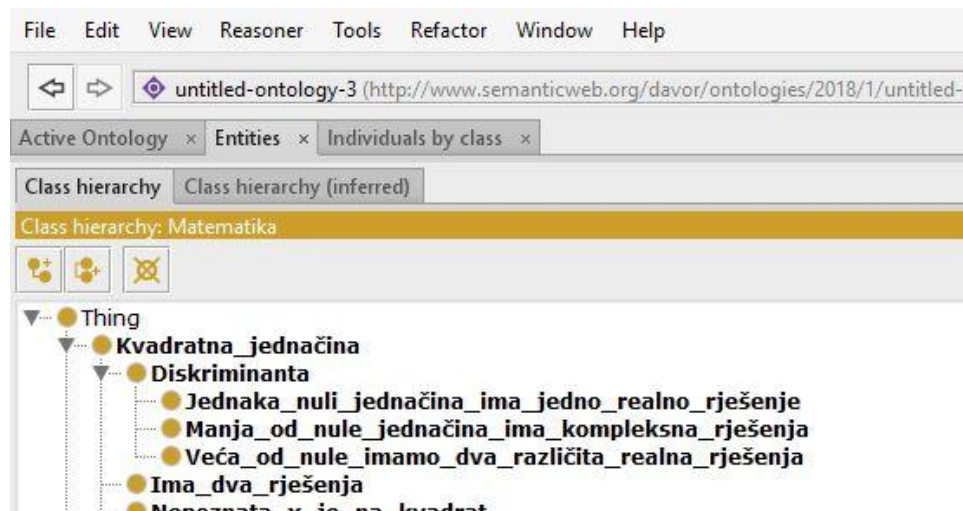 File Edit View Reasoner Tools Refactor Window Help
untitled-ontology-3 (http://www.semanticweb.org/davor/ontologies/2018/1/untitled-
Active Ontology × Entities × Individuals by class ×
Class hierarchy Class hierarchy (inferred)
Class hierarchy: Matematika
Thing
Kvadratna_jednačina
Diskriminanta
Jednaka_nuli_jednačina_ima_jedno_realno_rješenje
Manja_od_nule_jednačina_ima_kompleksna_rješenja
Veća_od_nule_imamo_dva_različita_realna_rješenja
Ima_dva_rješenja
Nepoznata_x_je_na_kvadrat